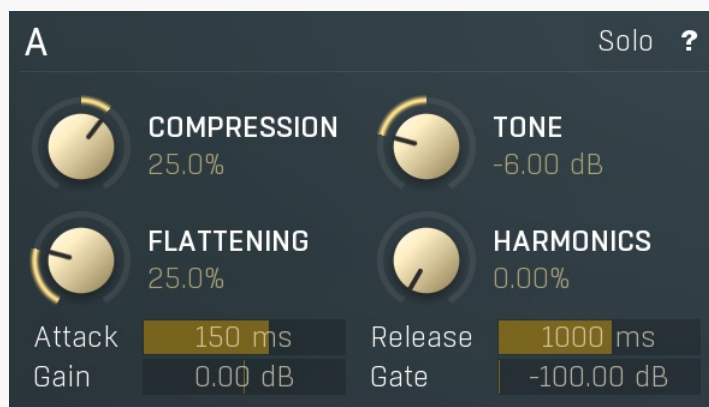 A Solo ?
COMPRESSION TONE
25.0% -6.00 dB
FLATTENING HARMONICS
25.0% 0.00%
Attack 150 ms Release 1000 ms
Gain 0.00 dB Gate -100.00 dB